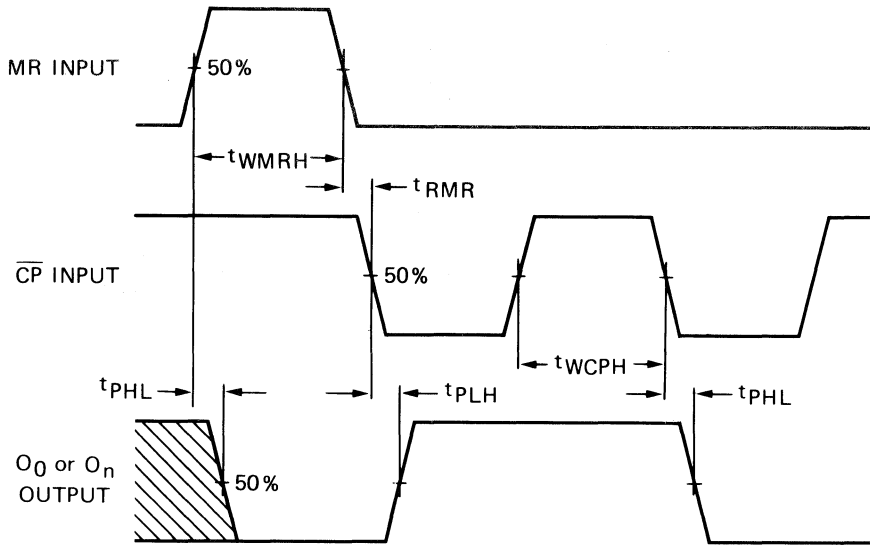 MR INPUT
50%
tWMRH
tRMR
CP INPUT
50%
tWCPH
tPHL
tPLH
tPHL
O0 or On
OUTPUT
50%